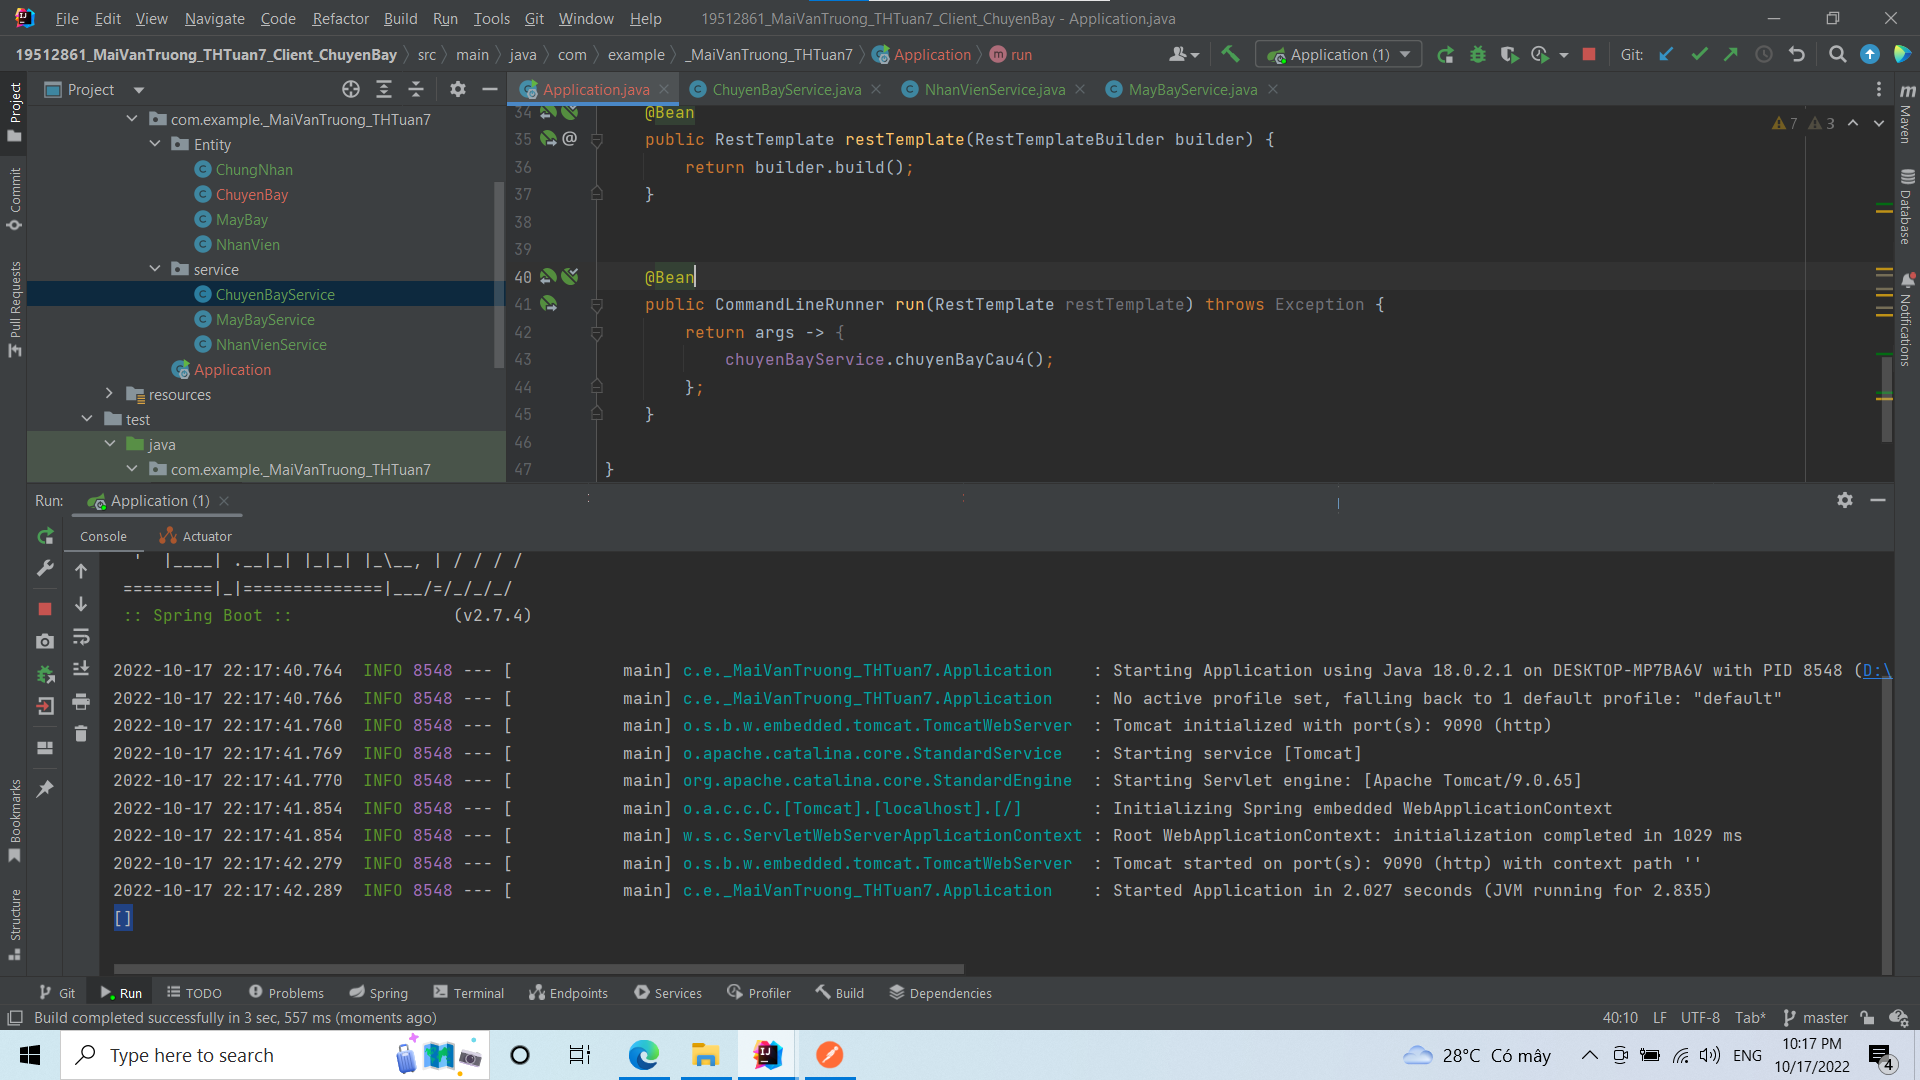 File Edit View Navigate Code Refactor Build Run Tools Git Window Help 19512861_MaiVanTruong_THTuan7_Client_ChuyenBay - Application.java
19512861_MaiVanTruong_THTuan7_Client_ChuyenBay src main java com example _MaiVanTruong_THTuan7 Application run Application (1) Git:
Project Application.java ChuyenBayService.java NhanVienService.java MayBayService.java
com.example._MaiVanTruong_THTuan7
Entity
ChungNhan
ChuyenBay
MayBay
NhanVien
service
ChuyenBayService
MayBayService
NhanVienService
Application
resources
test
java
com.example._MaiVanTruong_THTuan7
34 @Bean
35 public RestTemplate restTemplate(RestTemplateBuilder builder) {
36 return builder.build();
37 }
38
39
40 @Bean
41 public CommandLineRunner run(RestTemplate restTemplate) throws Exception {
42 return args -> {
43 chuyenBayService.chuyenBayCau4();
44 };
45 }
46
47 }
7 3
Project
Commit
Pull Requests
Bookmarks
Structure
Maven
Database
Notifications
Run: Application (1)
Console Actuator
'  |____| .__|_| |_|_| |_\__, | / / / /
=========|_|==============|___/=/_/_/_/
:: Spring Boot :: (v2.7.4)
2022-10-17 22:17:40.764 INFO 8548 --- [ main] c.e._MaiVanTruong_THTuan7.Application : Starting Application using Java 18.0.2.1 on DESKTOP-MP7BA6V with PID 8548 (D:\
2022-10-17 22:17:40.766 INFO 8548 --- [ main] c.e._MaiVanTruong_THTuan7.Application : No active profile set, falling back to 1 default profile: "default"
2022-10-17 22:17:41.760 INFO 8548 --- [ main] o.s.b.w.embedded.tomcat.TomcatWebServer : Tomcat initialized with port(s): 9090 (http)
2022-10-17 22:17:41.769 INFO 8548 --- [ main] o.apache.catalina.core.StandardService : Starting service [Tomcat]
2022-10-17 22:17:41.770 INFO 8548 --- [ main] org.apache.catalina.core.StandardEngine : Starting Servlet engine: [Apache Tomcat/9.0.65]
2022-10-17 22:17:41.854 INFO 8548 --- [ main] o.a.c.c.C.[Tomcat].[localhost].[/] : Initializing Spring embedded WebApplicationContext
2022-10-17 22:17:41.854 INFO 8548 --- [ main] w.s.c.ServletWebServerApplicationContext : Root WebApplicationContext: initialization completed in 1029 ms
2022-10-17 22:17:42.279 INFO 8548 --- [ main] o.s.b.w.embedded.tomcat.TomcatWebServer : Tomcat started on port(s): 9090 (http) with context path ''
2022-10-17 22:17:42.289 INFO 8548 --- [ main] c.e._MaiVanTruong_THTuan7.Application : Started Application in 2.027 seconds (JVM running for 2.835)
[]
Git Run TODO Problems Spring Terminal Endpoints Services Profiler Build Dependencies
Build completed successfully in 3 sec, 557 ms (moments ago) 40:10 LF UTF-8 Tab* master
Type here to search 28°C Có mây ENG 10:17 PM
10/17/2022 4